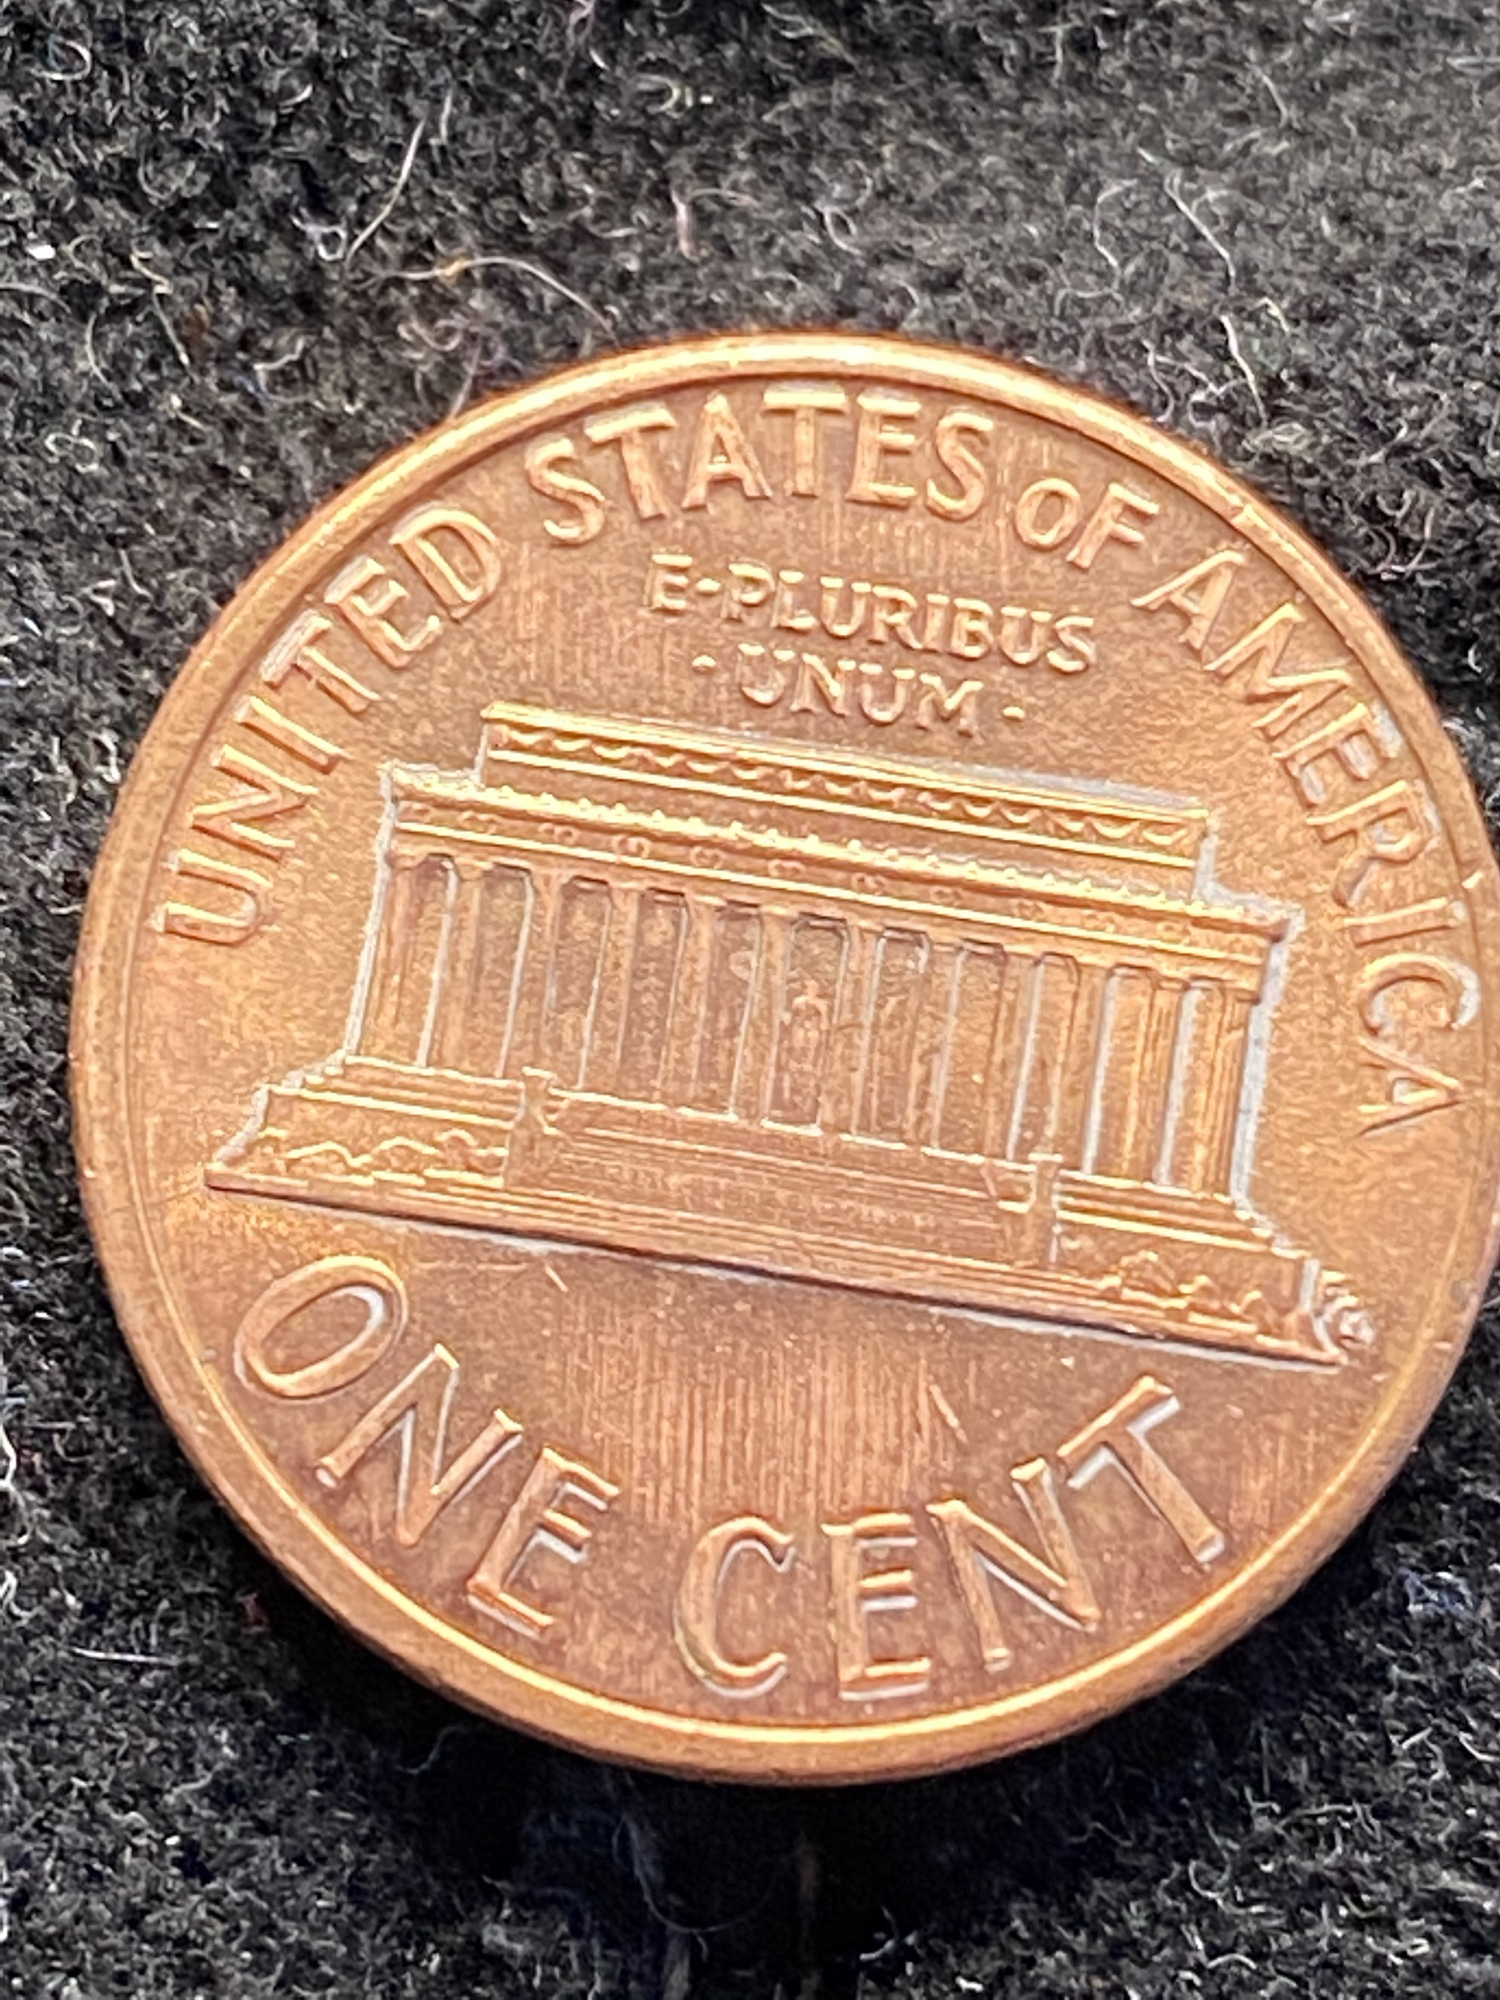 UNITED STATES OF AMERICA
E·PLURIBUS
·UNUM·
ONE CENT